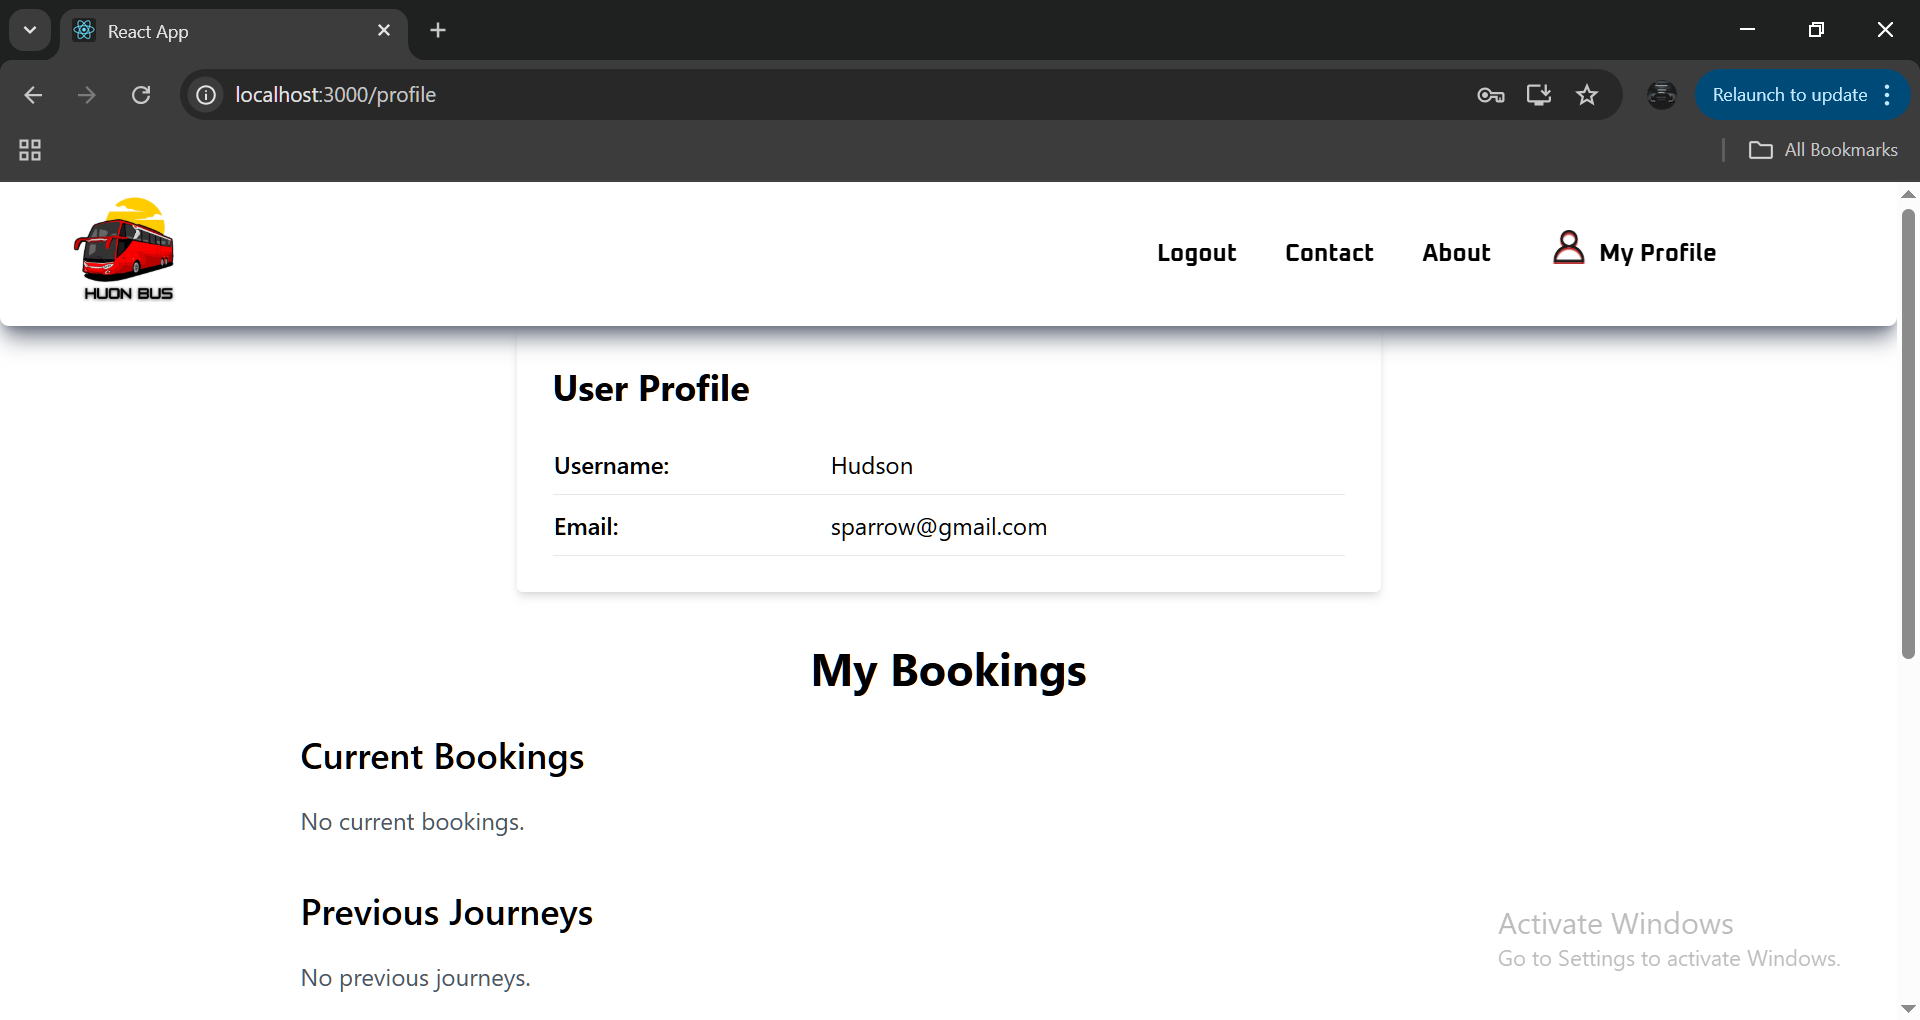 React App
localhost:3000/profile
Relaunch to update
All Bookmarks
HUON BUS
Logout Contact About My Profile
User Profile
Username: Hudson
Email: sparrow@gmail.com
My Bookings
Current Bookings
No current bookings.
Previous Journeys
No previous journeys.
Activate Windows
Go to Settings to activate Windows.